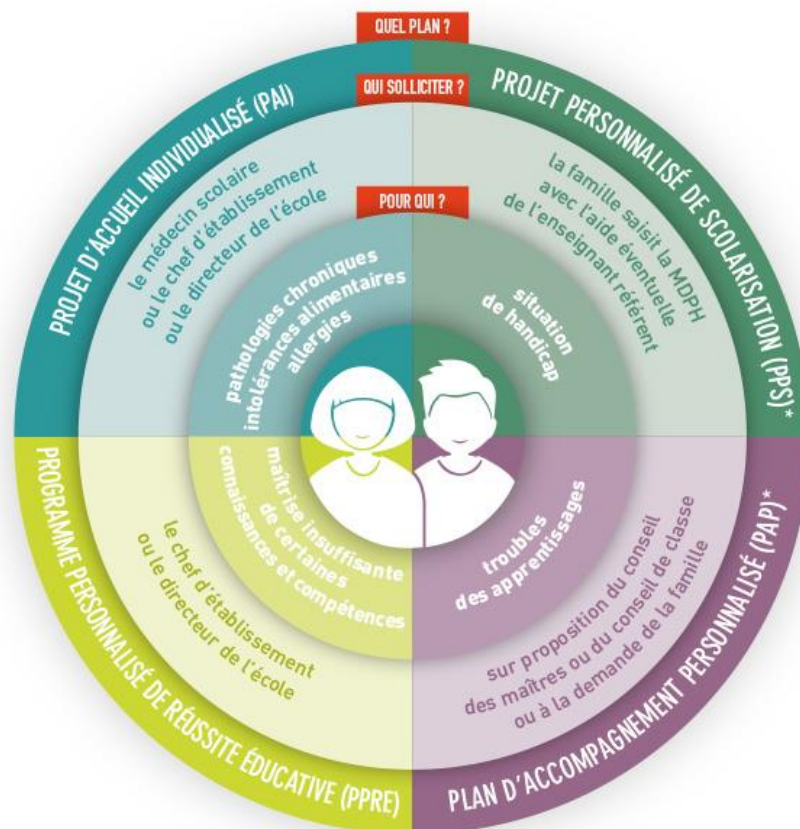 QUEL PLAN ?
QUI SOLLICITER ?
POUR QUI ?
PROJET D'ACCUEIL INDIVIDUALISÉ (PAI)
le médecin scolaire
ou le chef d'établissement
ou le directeur de l'école
pathologies chroniques
intolérances alimentaires
allergies
PROJET PERSONNALISÉ DE SCOLARISATION (PPS)*
la famille saisit la MDPH
avec l'aide éventuelle
de l'enseignant référent
situation
de handicap
PROGRAMME PERSONNALISÉ DE RÉUSSITE ÉDUCATIVE (PPRE)
le chef d'établissement
ou le directeur de l'école
maîtrise insuffisante
de certaines
connaissances et compétences
PLAN D'ACCOMPAGNEMENT PERSONNALISÉ (PAP)*
sur proposition du conseil
des maîtres ou du conseil de classe
ou à la demande de la famille
troubles
des apprentissages